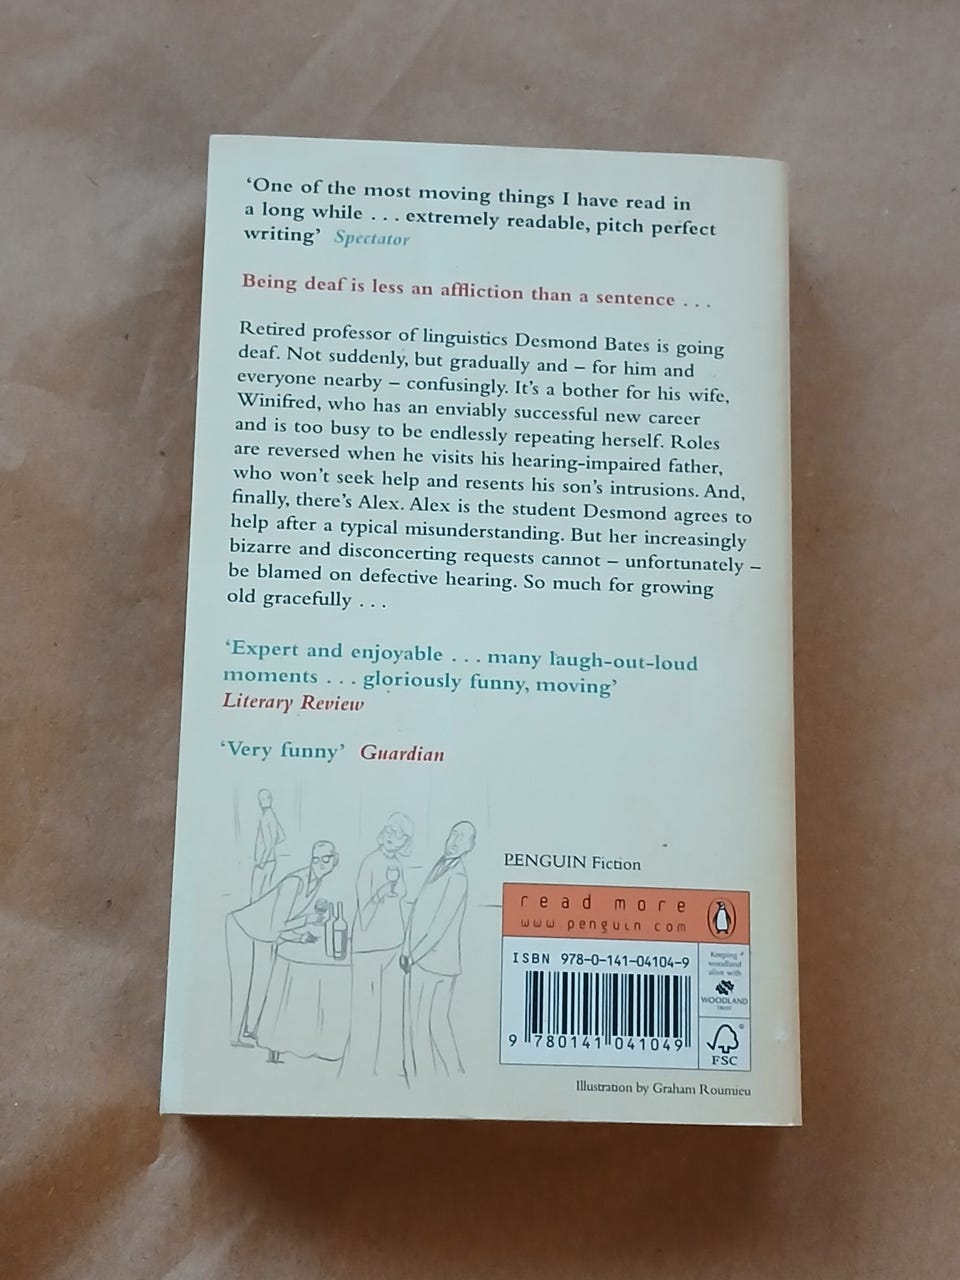 ‘One of the most moving things I have read in
a long while . . . extremely readable, pitch perfect
writing’ Spectator
Being deaf is less an affliction than a sentence . . .
Retired professor of linguistics Desmond Bates is going
deaf. Not suddenly, but gradually and – for him and
everyone nearby – confusingly. It’s a bother for his wife,
Winifred, who has an enviably successful new career
and is too busy to be endlessly repeating herself. Roles
are reversed when he visits his hearing-impaired father,
who won’t seek help and resents his son’s intrusions. And,
finally, there’s Alex. Alex is the student Desmond agrees to
help after a typical misunderstanding. But her increasingly
bizarre and disconcerting requests cannot – unfortunately –
be blamed on defective hearing. So much for growing
old gracefully . . .
‘Expert and enjoyable . . . many laugh-out-loud
moments . . . gloriously funny, moving’
Literary Review
‘Very funny’ Guardian
PENGUIN Fiction
read more
www penguin com
ISBN 978-0-141-04104-9
9 780141 041049
Keeping
woodland
alive with
WOODLAND
TRUST
FSC
Illustration by Graham Roumieu